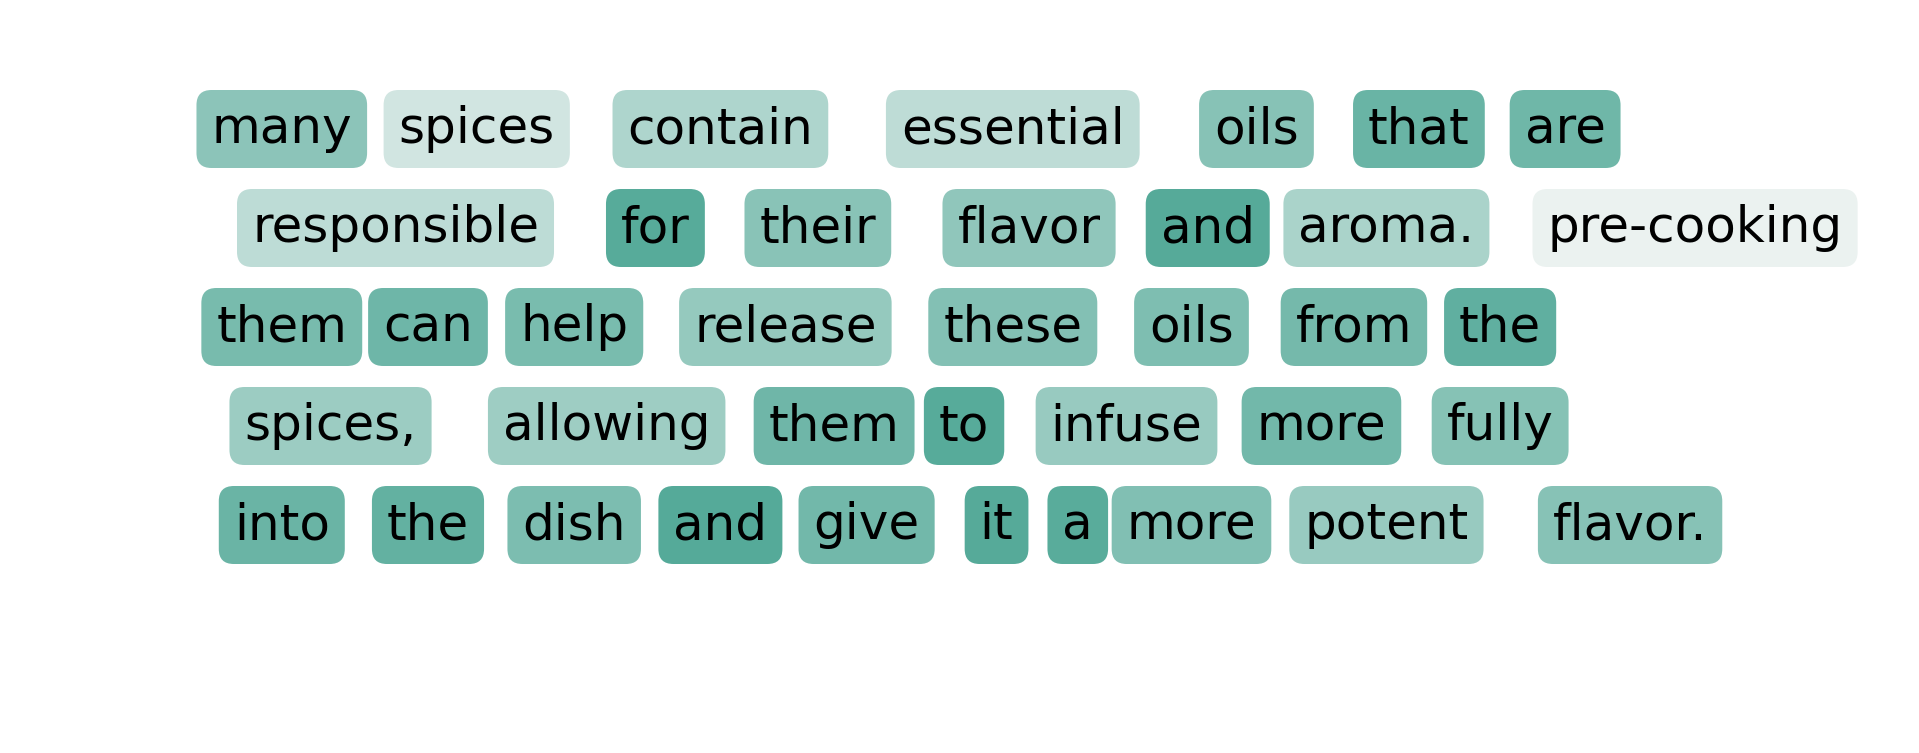 many spices contain essential oils that are
responsible for their flavor and aroma. pre-cooking
them can help release these oils from the
spices, allowing them to infuse more fully
into the dish and give it a more potent flavor.